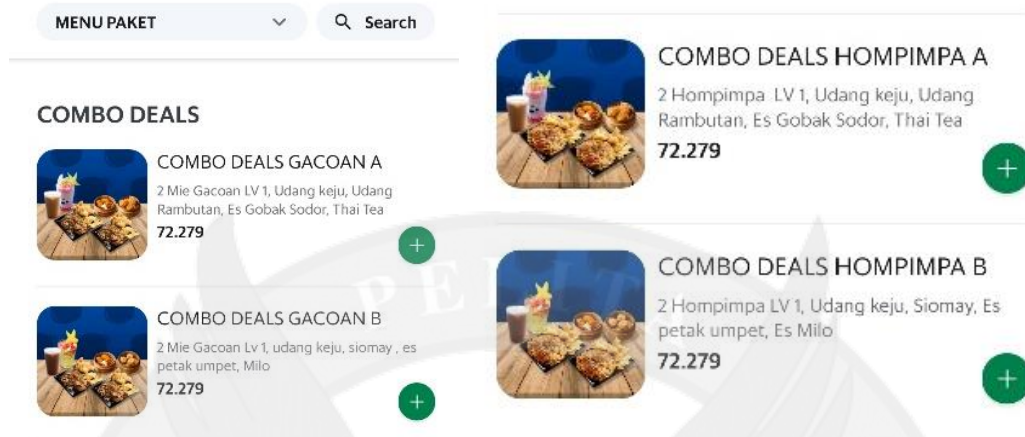 MENU PAKET
Search
COMBO DEALS
COMBO DEALS GACOAN A
2 Mie Gacoan LV 1, Udang keju, Udang
Rambutan, Es Gobak Sodor, Thai Tea
72.279
COMBO DEALS GACOAN B
2 Mie Gacoan Lv 1, udang keju, siomay , es
petak umpet, Milo
72.279
COMBO DEALS HOMPIMPA A
2 Hompimpa LV 1, Udang keju, Udang
Rambutan, Es Gobak Sodor, Thai Tea
72.279
COMBO DEALS HOMPIMPA B
2 Hompimpa LV 1, Udang keju, Siomay, Es
petak umpet, Es Milo
72.279